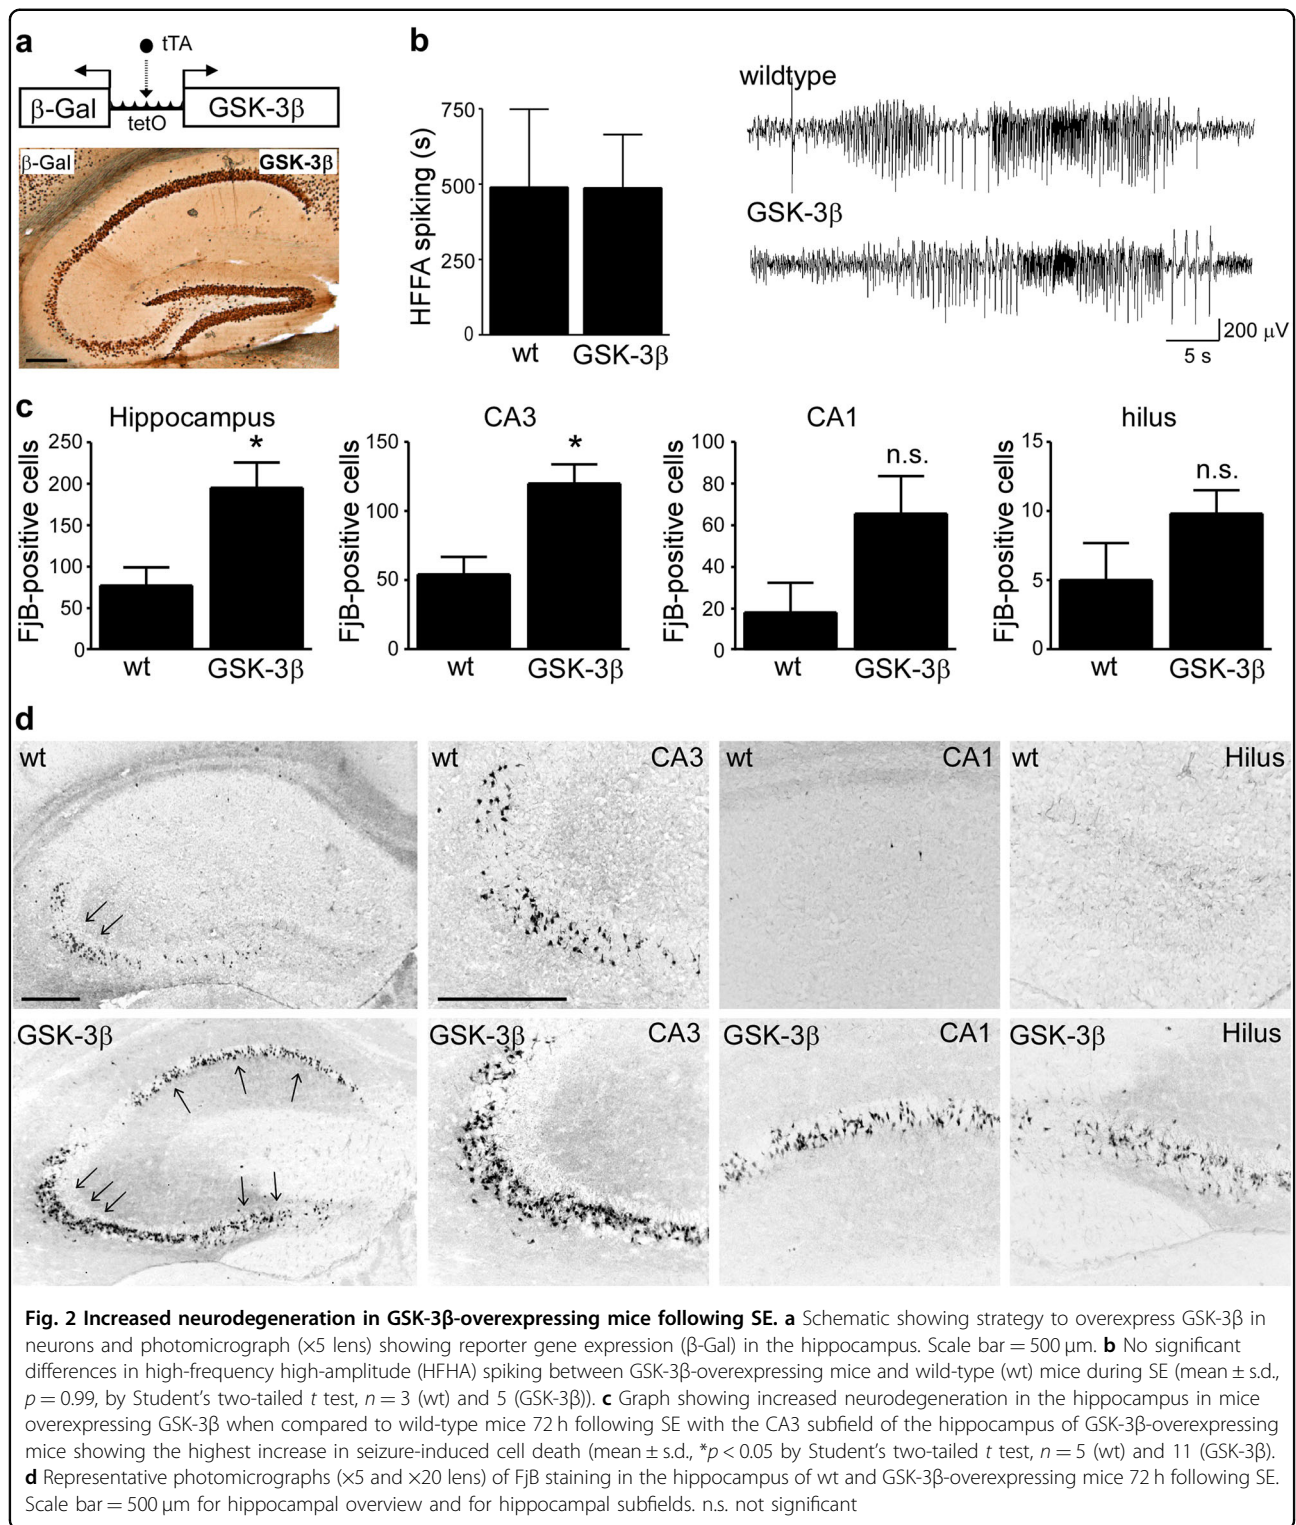 a
tTA
β-Gal
tetO
GSK-3β
β-Gal
GSK-3β
b
HFFA spiking (s)
750
500
250
0
wt
GSK-3β
wildtype
GSK-3β
200 µV
5 s
c
Hippocampus
FjB-positive cells
250
200
150
100
50
0
*
wt
GSK-3β
CA3
FjB-positive cells
150
100
50
0
*
wt
GSK-3β
CA1
FjB-positive cells
100
80
60
40
20
0
n.s.
wt
GSK-3β
hilus
FjB-positive cells
15
10
5
0
n.s.
wt
GSK-3β
d
wt
wt CA3
wt CA1
wt Hilus
GSK-3β
GSK-3β CA3
GSK-3β CA1
GSK-3β Hilus
Fig. 2 Increased neurodegeneration in GSK-3β-overexpressing mice following SE. a Schematic showing strategy to overexpress GSK-3β in
neurons and photomicrograph (×5 lens) showing reporter gene expression (β-Gal) in the hippocampus. Scale bar = 500 µm. b No significant
differences in high-frequency high-amplitude (HFHA) spiking between GSK-3β-overexpressing mice and wild-type (wt) mice during SE (mean ± s.d.,
p = 0.99, by Student's two-tailed t test, n = 3 (wt) and 5 (GSK-3β)). c Graph showing increased neurodegeneration in the hippocampus in mice
overexpressing GSK-3β when compared to wild-type mice 72 h following SE with the CA3 subfield of the hippocampus of GSK-3β-overexpressing
mice showing the highest increase in seizure-induced cell death (mean ± s.d., *p < 0.05 by Student's two-tailed t test, n = 5 (wt) and 11 (GSK-3β).
d Representative photomicrographs (×5 and ×20 lens) of FjB staining in the hippocampus of wt and GSK-3β-overexpressing mice 72 h following SE.
Scale bar = 500 µm for hippocampal overview and for hippocampal subfields. n.s. not significant